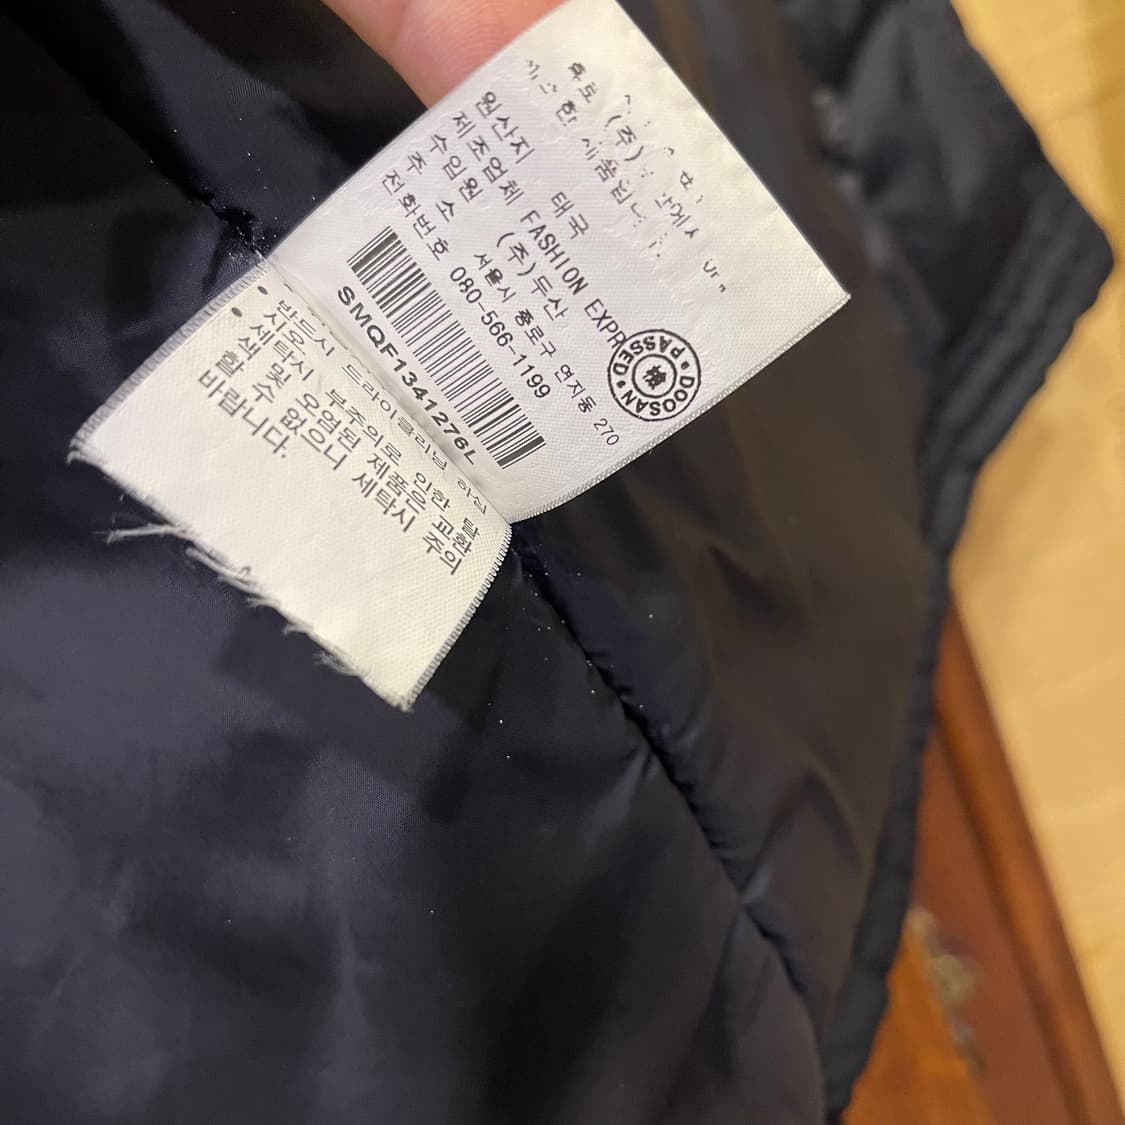 (주)
원산지 태국
제조업체 FASHION EXPR
수입원 (주)두산
주 소 서울시 종로구 연지동 270
전화번호 080-566-1199
DOOSAN • PASSED •
SMQF1341276L
• 반드시 드라이클리닝 하십
시오.
• 세탁시 부주의로 인한 탈
색 및 오염된 제품은 교환
할 수 없으니 세탁시 주의
바랍니다.